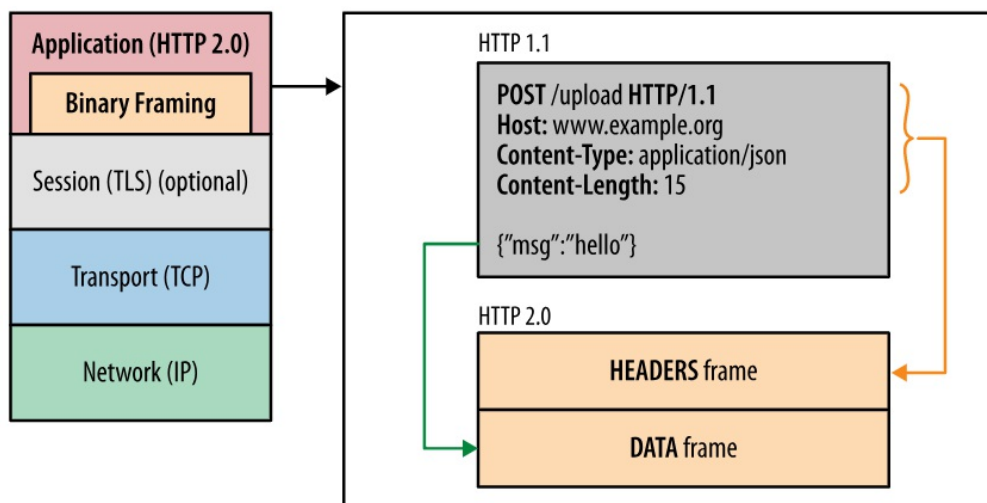 Application (HTTP 2.0)
Binary Framing
Session (TLS) (optional)
Transport (TCP)
Network (IP)
HTTP 1.1
POST /upload HTTP/1.1
Host: www.example.org
Content-Type: application/json
Content-Length: 15
{”msg”:”hello”}
HTTP 2.0
HEADERS frame
DATA frame